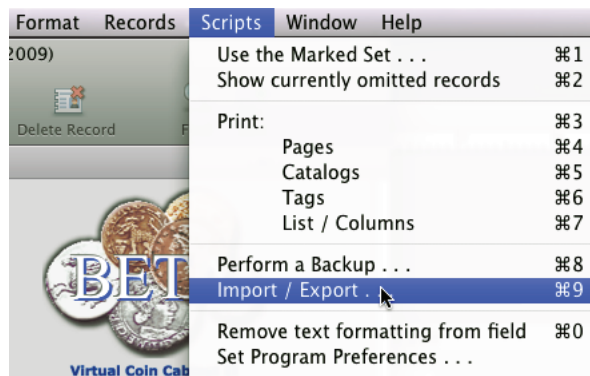 Format Records Scripts Window Help
2009)
Delete Record F
Use the Marked Set . . . ⌘1
Show currently omitted records ⌘2
Print: ⌘3
Pages ⌘4
Catalogs ⌘5
Tags ⌘6
List / Columns ⌘7
Perform a Backup . . . ⌘8
Import / Export . . ⌘9
Remove text formatting from field ⌘0
Set Program Preferences . . .
BET
Virtual Coin Cab